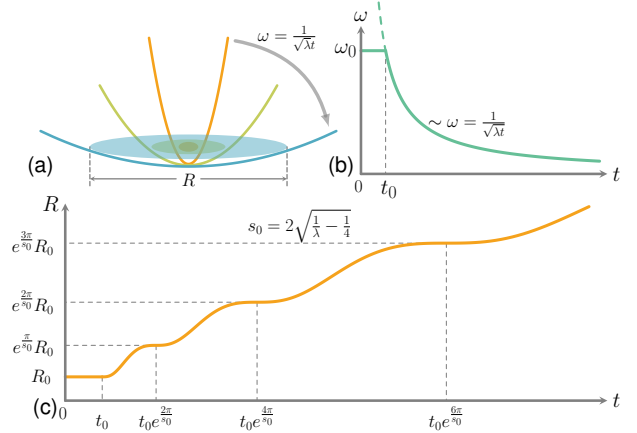 ω = 1/√λt
R
(a)
ω
ω₀
∼ ω = 1/√λt
(b)
0
t₀
t
R
s₀ = 2√(1/λ − 1/4)
e^{3π/s₀}R₀
e^{2π/s₀}R₀
e^{π/s₀}R₀
R₀
(c)
0
t₀
t₀e^{2π/s₀}
t₀e^{4π/s₀}
t₀e^{6π/s₀}
t